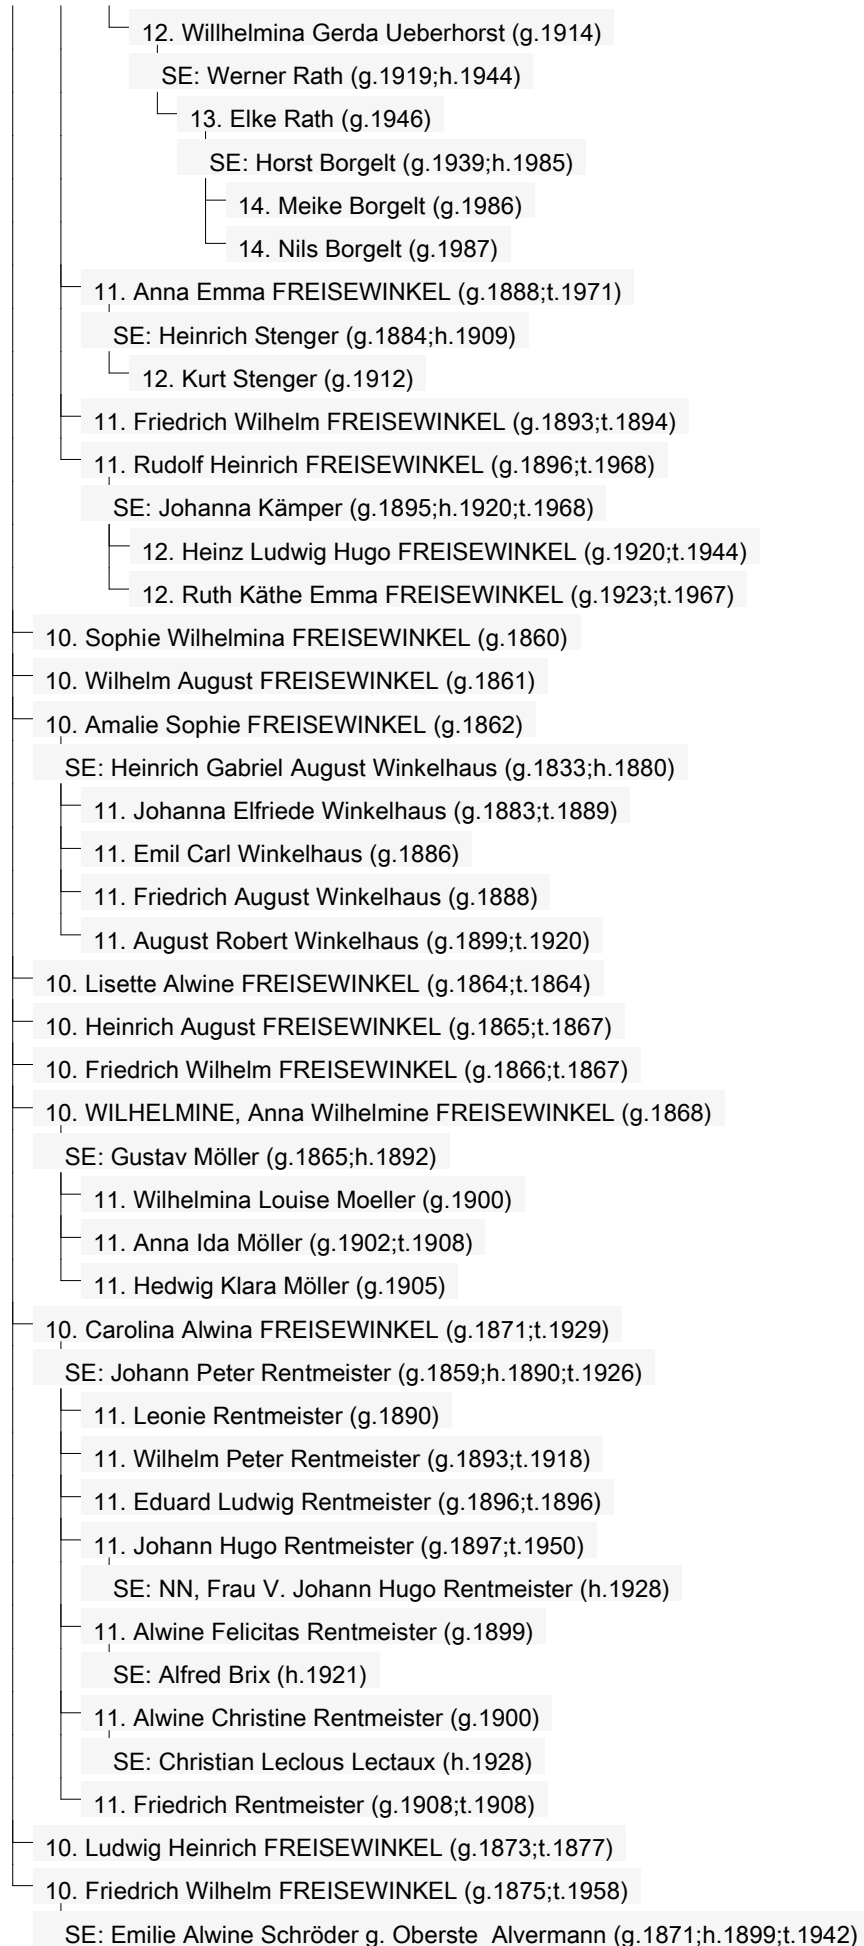 12. Willhelmina Gerda Ueberhorst (g.1914)
SE: Werner Rath (g.1919;h.1944)
13. Elke Rath (g.1946)
SE: Horst Borgelt (g.1939;h.1985)
14. Meike Borgelt (g.1986)
14. Nils Borgelt (g.1987)
11. Anna Emma FREISEWINKEL (g.1888;t.1971)
SE: Heinrich Stenger (g.1884;h.1909)
12. Kurt Stenger (g.1912)
11. Friedrich Wilhelm FREISEWINKEL (g.1893;t.1894)
11. Rudolf Heinrich FREISEWINKEL (g.1896;t.1968)
SE: Johanna Kämper (g.1895;h.1920;t.1968)
12. Heinz Ludwig Hugo FREISEWINKEL (g.1920;t.1944)
12. Ruth Käthe Emma FREISEWINKEL (g.1923;t.1967)
10. Sophie Wilhelmina FREISEWINKEL (g.1860)
10. Wilhelm August FREISEWINKEL (g.1861)
10. Amalie Sophie FREISEWINKEL (g.1862)
SE: Heinrich Gabriel August Winkelhaus (g.1833;h.1880)
11. Johanna Elfriede Winkelhaus (g.1883;t.1889)
11. Emil Carl Winkelhaus (g.1886)
11. Friedrich August Winkelhaus (g.1888)
11. August Robert Winkelhaus (g.1899;t.1920)
10. Lisette Alwine FREISEWINKEL (g.1864;t.1864)
10. Heinrich August FREISEWINKEL (g.1865;t.1867)
10. Friedrich Wilhelm FREISEWINKEL (g.1866;t.1867)
10. WILHELMINE, Anna Wilhelmine FREISEWINKEL (g.1868)
SE: Gustav Möller (g.1865;h.1892)
11. Wilhelmina Louise Moeller (g.1900)
11. Anna Ida Möller (g.1902;t.1908)
11. Hedwig Klara Möller (g.1905)
10. Carolina Alwina FREISEWINKEL (g.1871;t.1929)
SE: Johann Peter Rentmeister (g.1859;h.1890;t.1926)
11. Leonie Rentmeister (g.1890)
11. Wilhelm Peter Rentmeister (g.1893;t.1918)
11. Eduard Ludwig Rentmeister (g.1896;t.1896)
11. Johann Hugo Rentmeister (g.1897;t.1950)
SE: NN, Frau V. Johann Hugo Rentmeister (h.1928)
11. Alwine Felicitas Rentmeister (g.1899)
SE: Alfred Brix (h.1921)
11. Alwine Christine Rentmeister (g.1900)
SE: Christian Leclous Lectaux (h.1928)
11. Friedrich Rentmeister (g.1908;t.1908)
10. Ludwig Heinrich FREISEWINKEL (g.1873;t.1877)
10. Friedrich Wilhelm FREISEWINKEL (g.1875;t.1958)
SE: Emilie Alwine Schröder g. Oberste  Alvermann (g.1871;h.1899;t.1942)